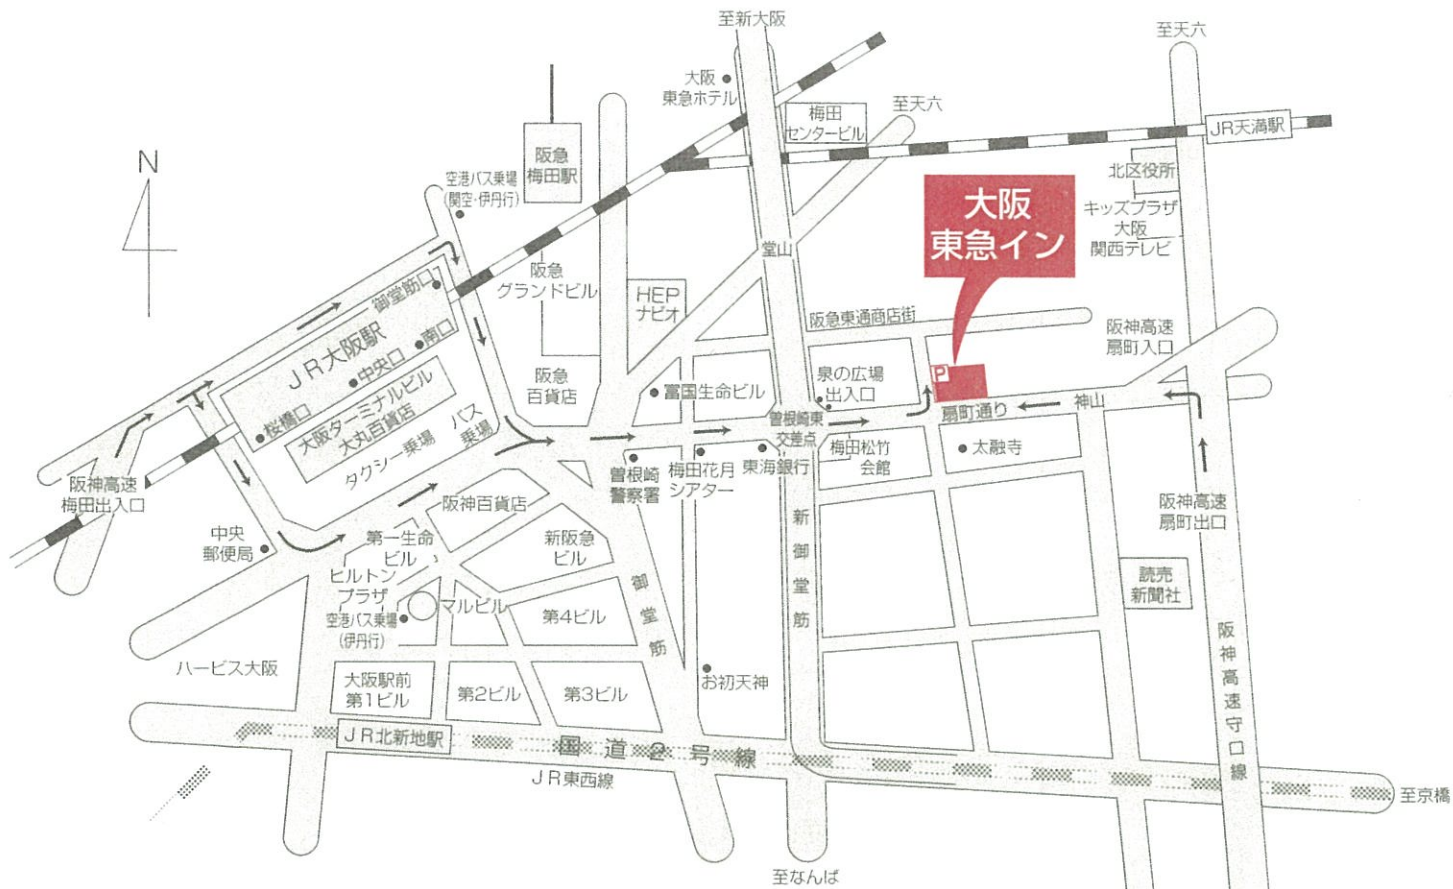 至新大阪
至天六
大阪
東急ホテル
梅田
センタービル
至天六
JR天満駅
N
阪急
梅田駅
空港バス乗場
(関空・伊丹行)
北区役所
キッズプラザ
大阪
関西テレビ
大阪
東急イン
堂山
御堂筋口
阪急
グランドビル
HEP
ナビオ
阪急東通商店街
阪神高速
扇町入口
JR大阪駅
南口
中央口
桜橋口
大阪ターミナルビル
大丸百貨店
タクシー乗場
バス
乗場
阪急
百貨店
富国生命ビル
泉の広場
出入口
P
扇町通り
神山
曽根崎東
交差点
阪神高速
梅田出入口
曽根崎
警察署
梅田花月
シアター
東海銀行
梅田松竹
会館
太融寺
阪神高速
扇町出口
阪神百貨店
中央
郵便局
第一生命
ビル
新阪急
ビル
ヒルトン
プラザ
空港バス乗場
(伊丹行)
マルビル
第4ビル
御堂筋
新御堂筋
読売
新聞社
ハービス大阪
大阪駅前
第1ビル
第2ビル
第3ビル
お初天神
阪神高速守口線
JR北新地駅
国道2号線
JR東西線
至京橋
至なんば